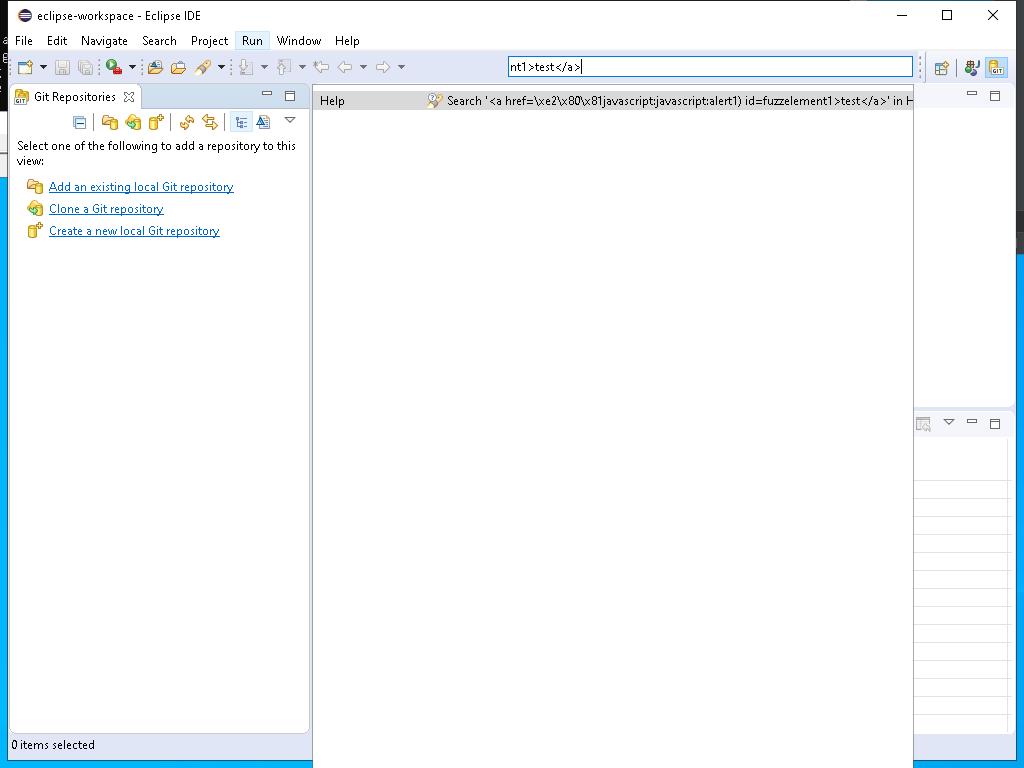 eclipse-workspace - Eclipse IDE
File Edit Navigate Search Project Run Window Help
nt1>test</a>
Git Repositories
GIT
GIT
Help Search '<a href=\xe2\x80\x81javascript:javascript:alert1) id=fuzzelement1>test</a>' in H
Select one of the following to add a repository to this
view:
Add an existing local Git repository
Clone a Git repository
Create a new local Git repository
0 items selected